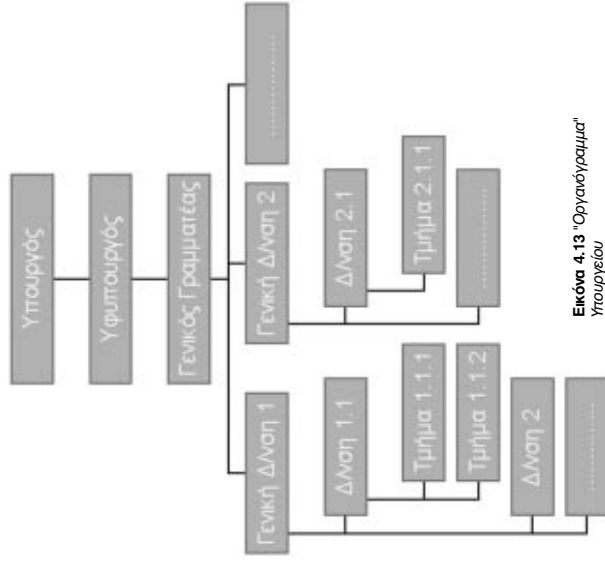 Υπουργός
Υφυπουργός
Γενικός Γραμματέας
Γενική Δ/νση 1
Γενική Δ/νση 2
....................
Δ/νση 1.1
Τμήμα 1.1.1
Τμήμα 1.1.2
Δ/νση 2
....................
Δ/νση 2.1
Τμήμα 2.1.1
....................
Εικόνα 4.13 "Οργανόγραμμα"
Υπουργείου